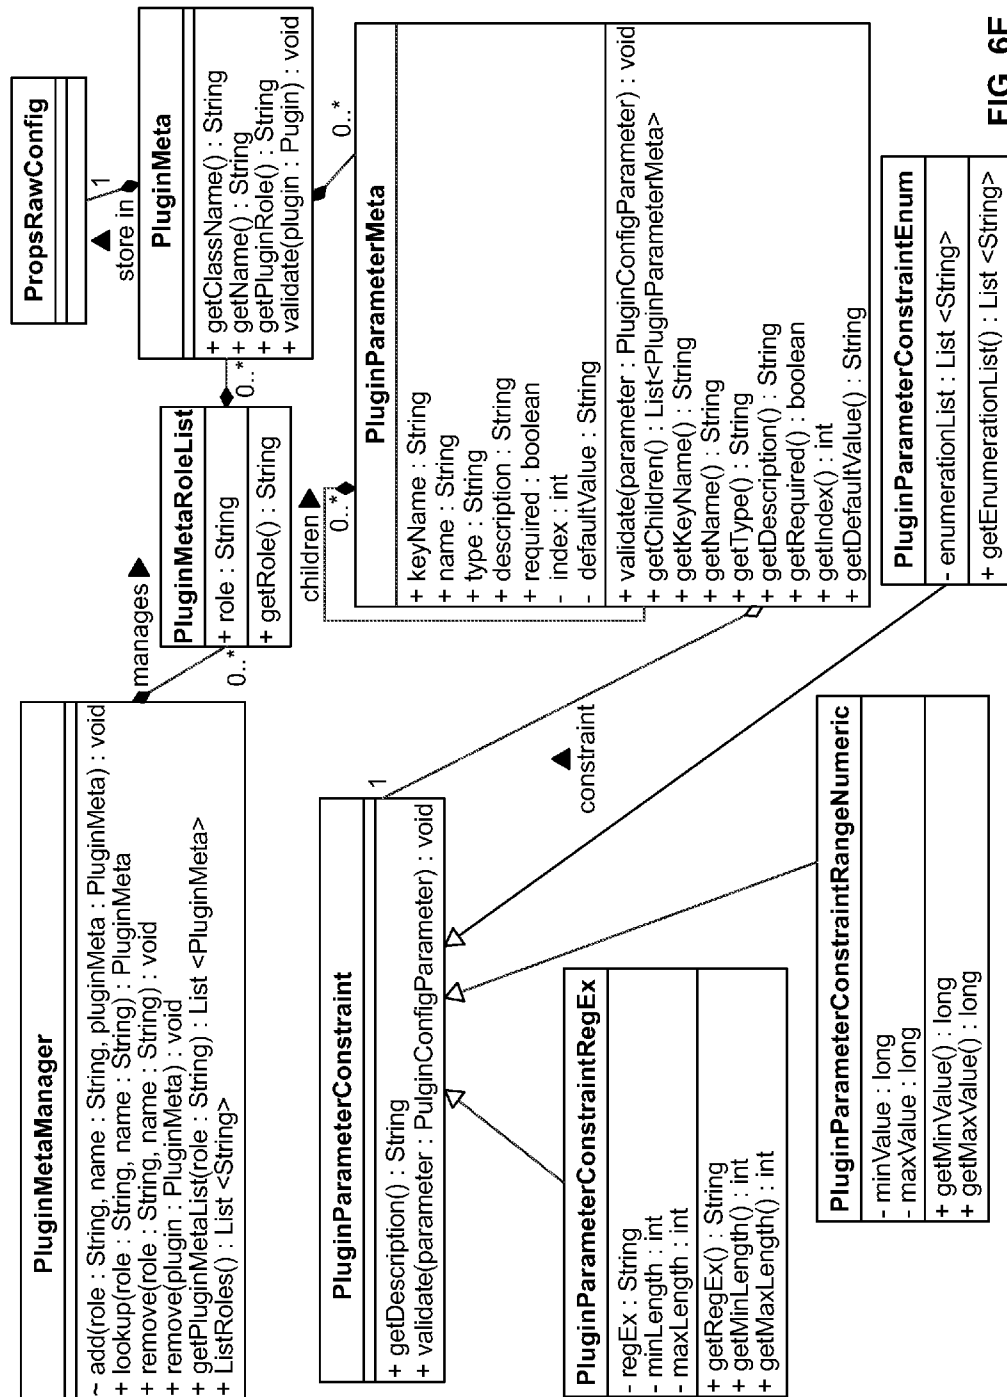 PluginMetaManager
~ add(role : String, name : String, pluginMeta : PluginMeta) : void
+ lookup(role : String, name : String) : PluginMeta
+ remove(role : String, name : String) : void
+ remove(plugin : PluginMeta) : void
+ getPluginMetaList(role : String) : List <PluginMeta>
+ ListRoles() : List <String>
manages
0..*
PluginMetaRoleList
+ role : String
+ getRole() : String
0..*
PropsRawConfig
1
store in
PluginMeta
+ getClassName() : String
+ getName() : String
+ getPluginRole() : String
+ validate(plugin : Pugin) : void
0..*
children
0..*
PluginParameterMeta
+ keyName : String
+ name : String
+ type : String
+ description : String
+ required : boolean
- index : int
- defaultValue : String
+ validate(parameter : PluginConfigParameter) : void
+ getChildren() : List<PluginParameterMeta>
+ getKeyName() : String
+ getName() : String
+ getType() : String
+ getDescription() : String
+ getRequired() : boolean
+ getIndex() : int
+ getDefaultValue() : String
1
constraint
PluginParameterConstraint
+ getDescription() : String
+ validate(parameter : PulginConfigParameter) : void
PluginParameterConstraintRegEx
- regEx : String
- minLength : int
- maxLength : int
+ getRegEx() : String
+ getMinLength() : int
+ getMaxLength() : int
PluginParameterConstraintRangeNumeric
- minValue : long
- maxValue : long
+ getMinValue() : long
+ getMaxValue() : long
PluginParameterConstraintEnum
- enumerationList : List <String>
+ getEnumerationList() : List <String>
FIG. 6F